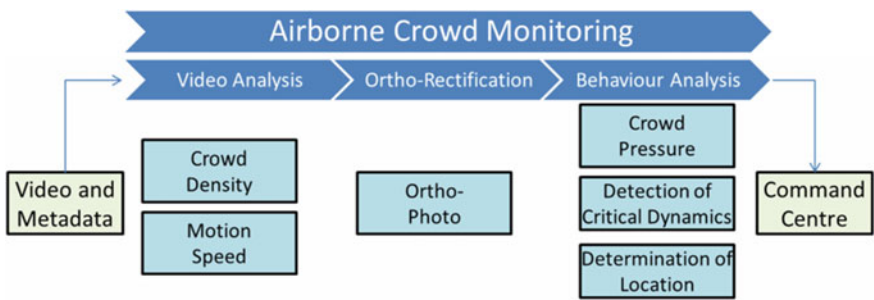 Airborne Crowd Monitoring
Video Analysis
Ortho-Rectification
Behaviour Analysis
Video and
Metadata
Crowd
Density
Motion
Speed
Ortho-
Photo
Crowd
Pressure
Detection of
Critical Dynamics
Determination of
Location
Command
Centre